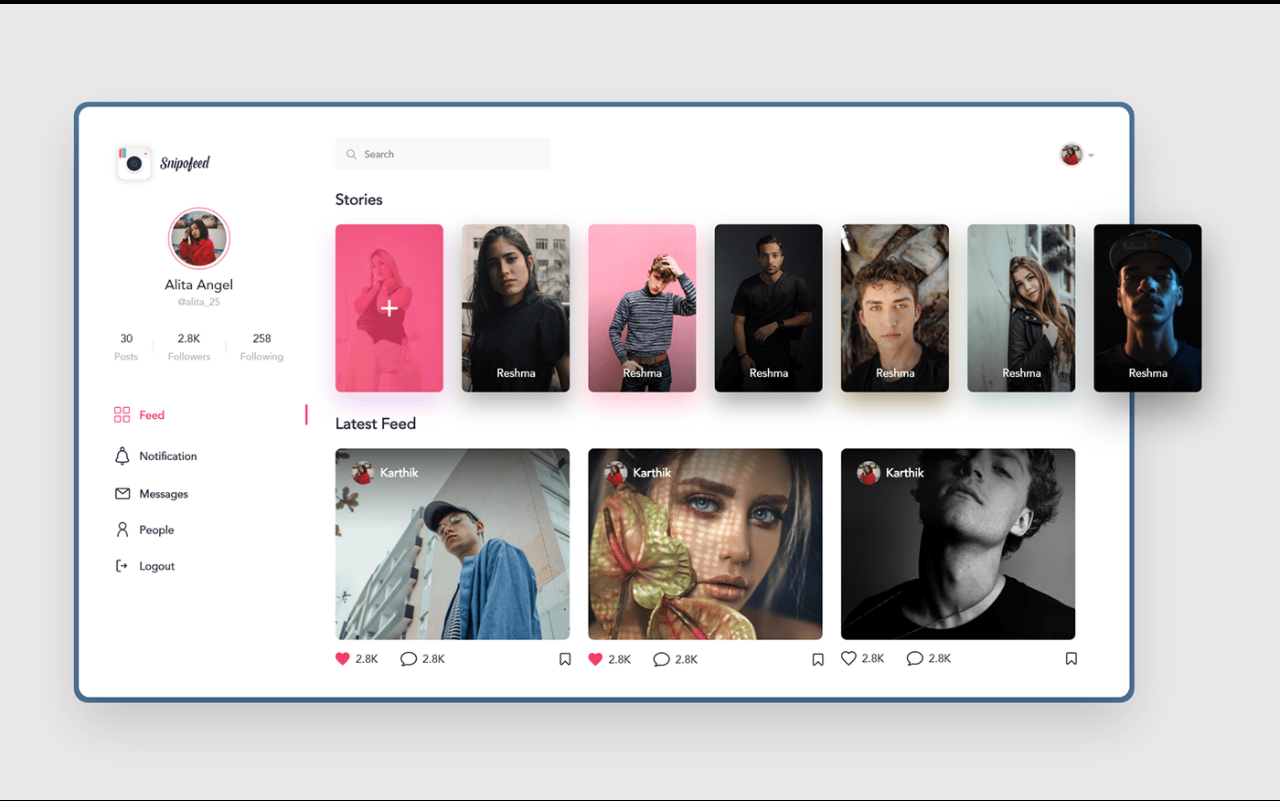 Snipofeed
Search
Alita Angel
@alita_25
30
2.8K
258
Posts
Followers
Following
Feed
Notification
Messages
People
Logout
Stories
Reshma
Reshma
Reshma
Reshma
Reshma
Reshma
Latest Feed
Karthik
Karthik
Karthik
2.8K 2.8K
2.8K 2.8K
2.8K 2.8K